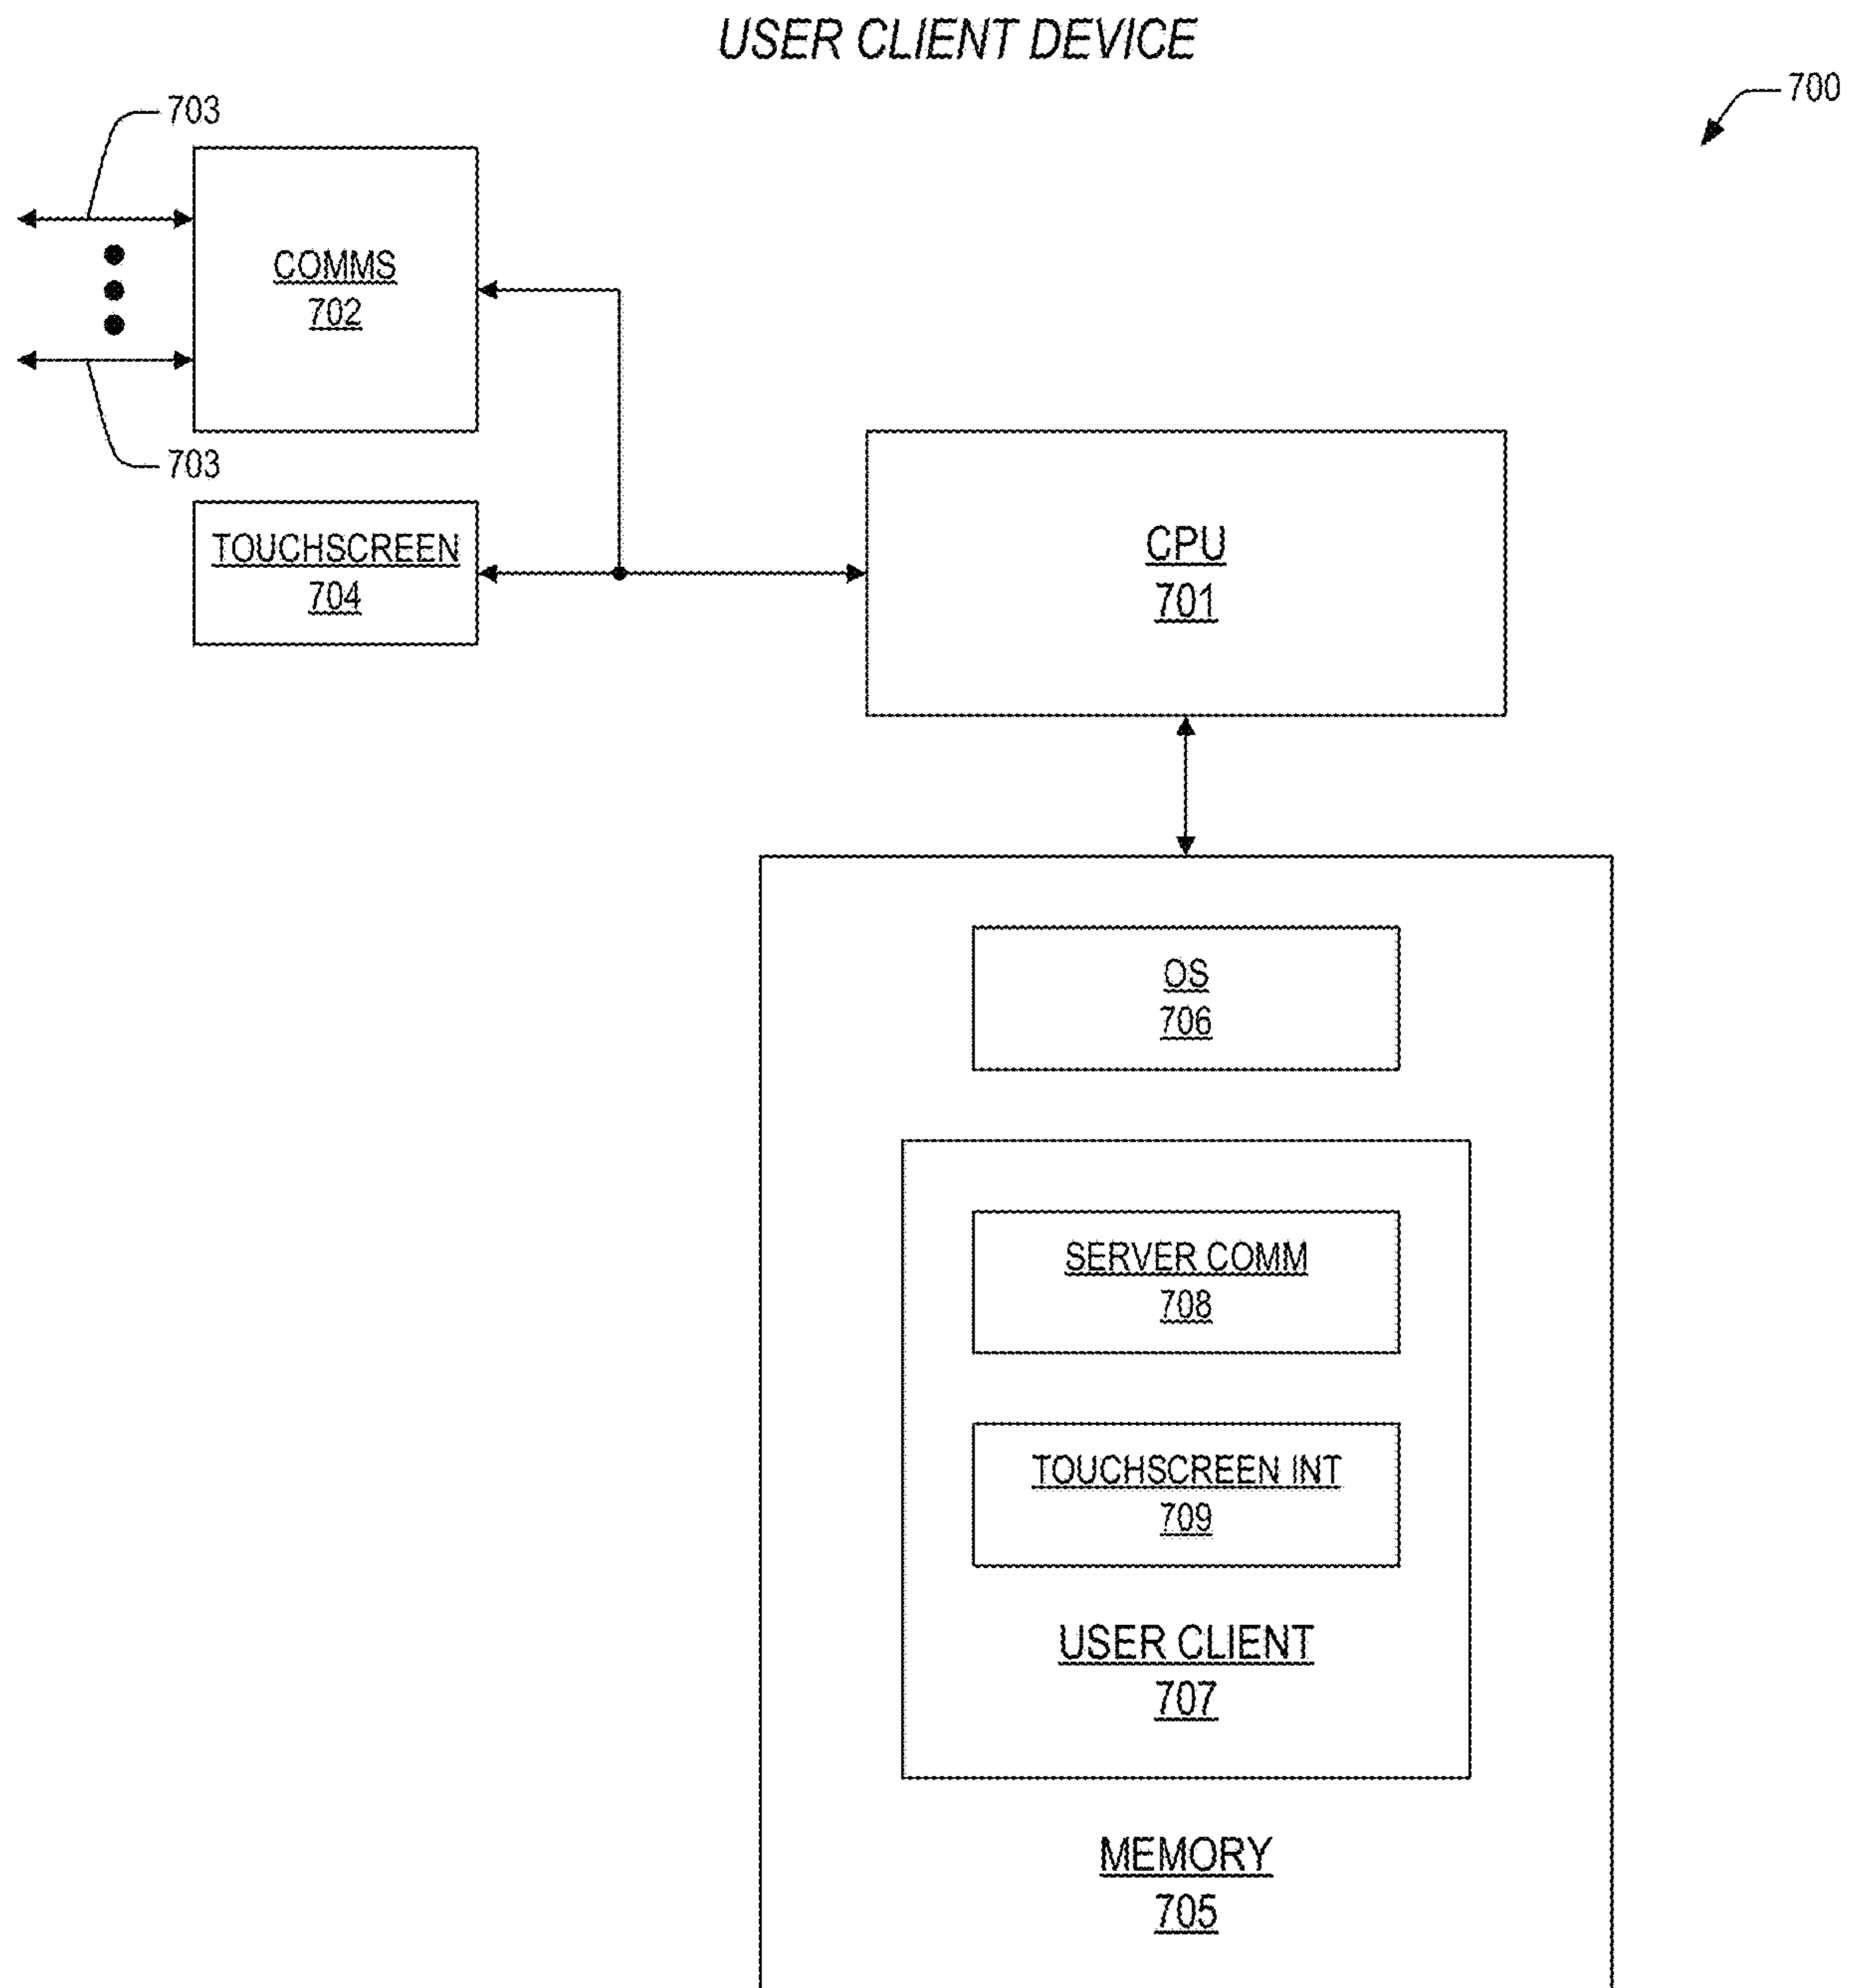 USER CLIENT DEVICE
700
703
COMMS
702
703
TOUCHSCREEN
704
CPU
701
OS
706
SERVER COMM
708
TOUCHSCREEN INT
709
USER CLIENT
707
MEMORY
705